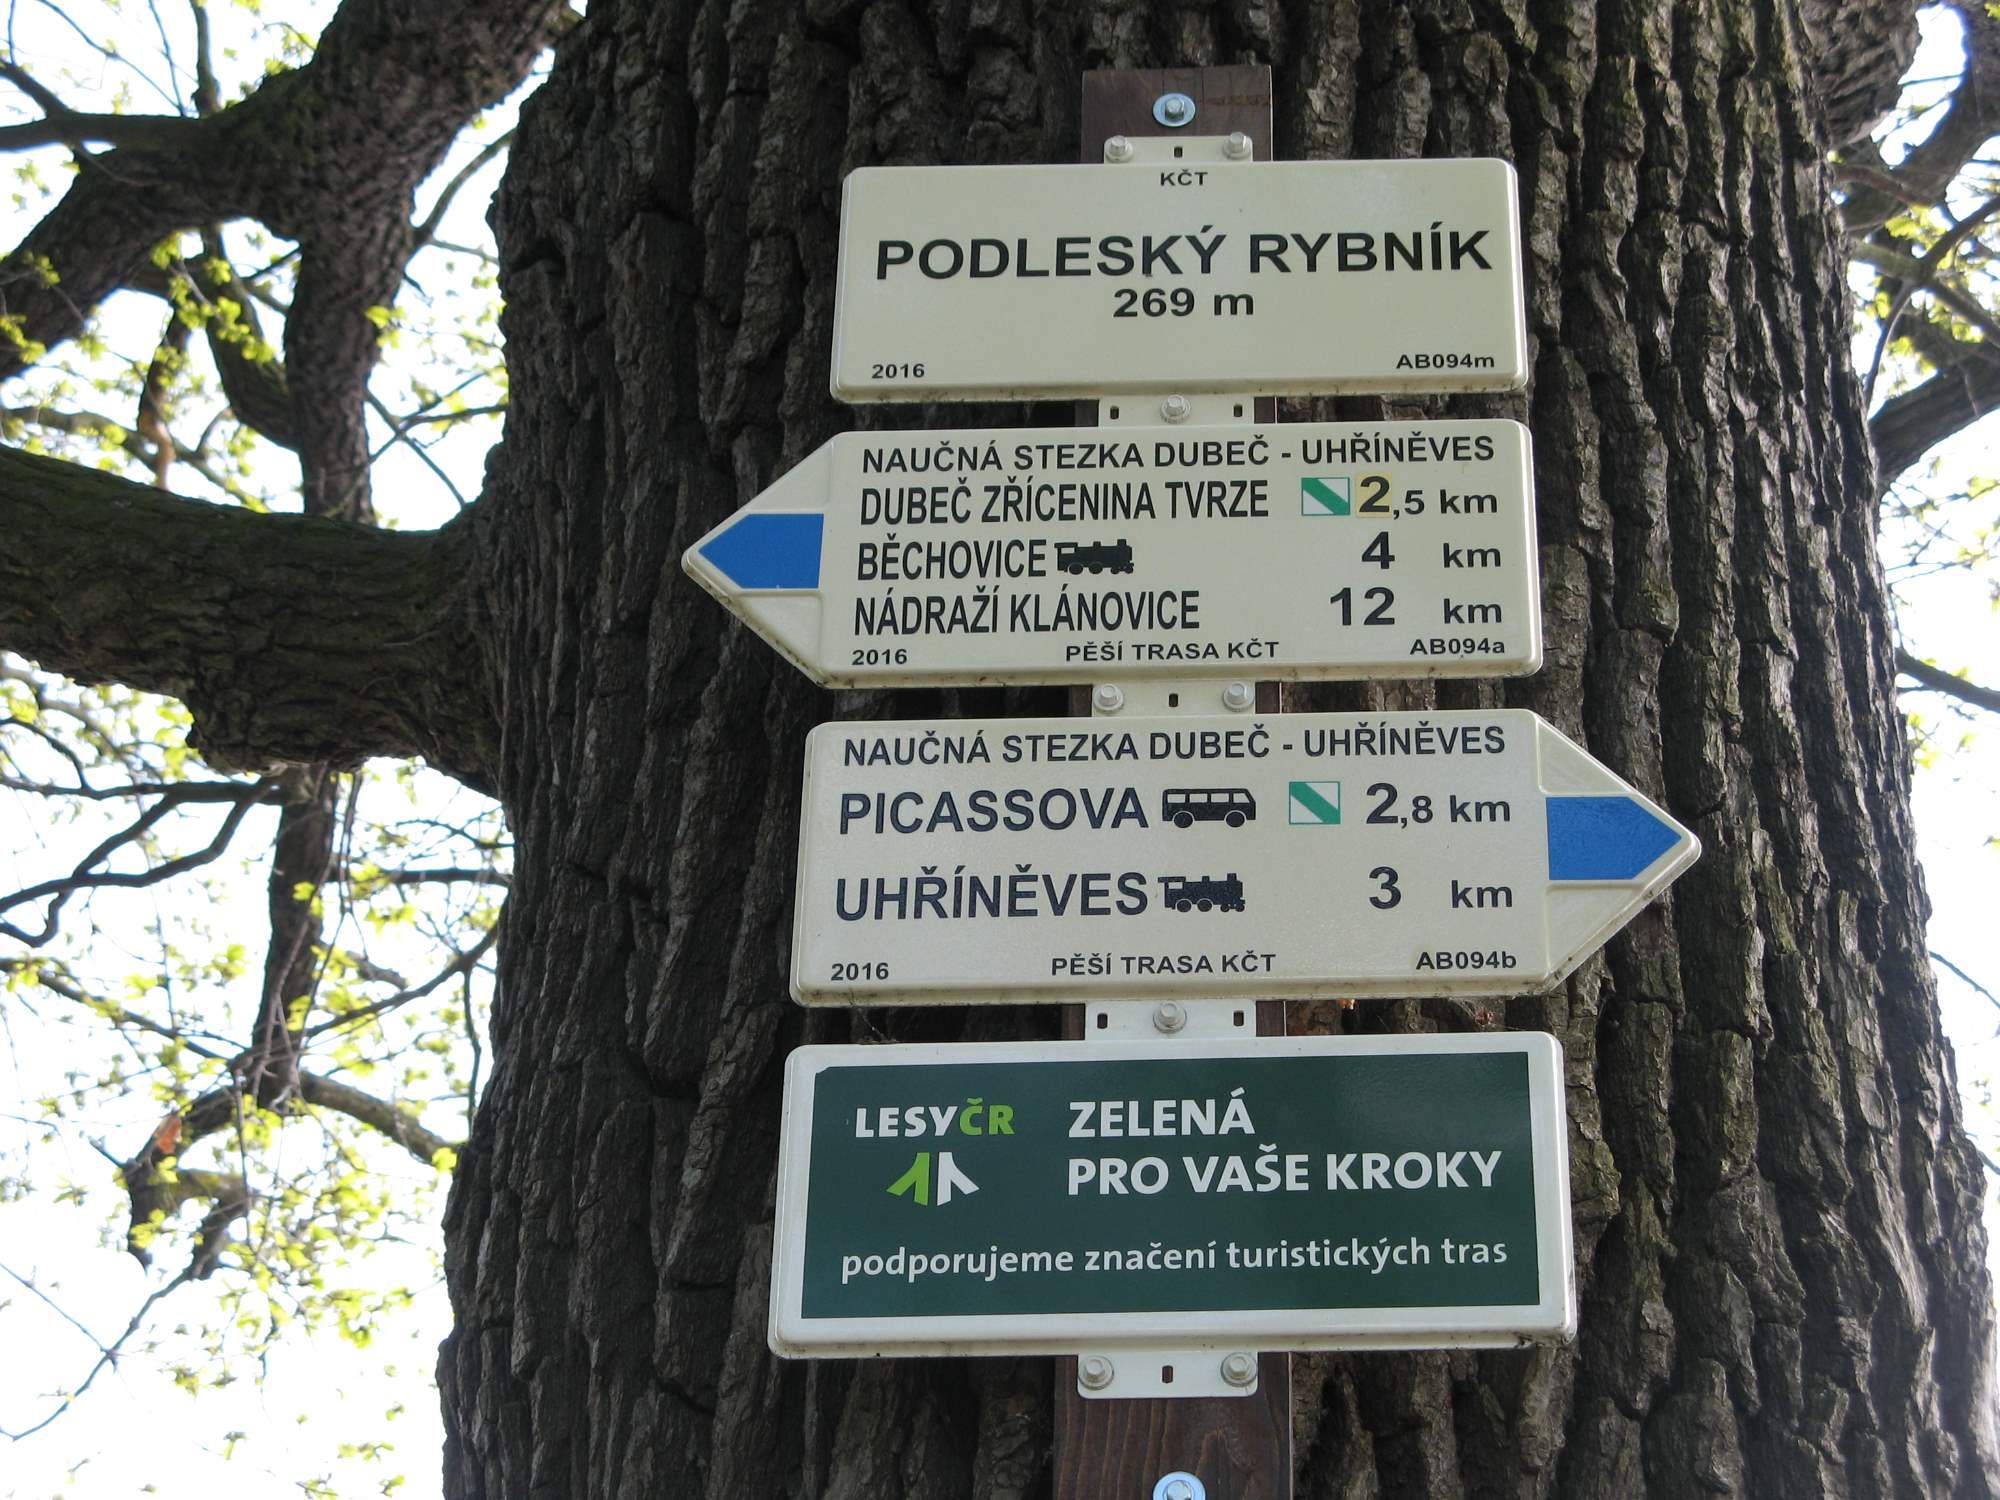 KČT
PODLESKÝ RYBNÍK
269 m
2016 AB094m
NAUČNÁ STEZKA DUBEČ - UHŘÍNĚVES
DUBEČ ZŘÍCENINA TVRZE 2,5 km
BĚCHOVICE 4 km
NÁDRAŽÍ KLÁNOVICE 12 km
2016 PĚŠÍ TRASA KČT AB094a
NAUČNÁ STEZKA DUBEČ - UHŘÍNĚVES
PICASSOVA 2,8 km
UHŘÍNĚVES 3 km
2016 PĚŠÍ TRASA KČT AB094b
LESYČR ZELENÁ
PRO VAŠE KROKY
podporujeme značení turistických tras